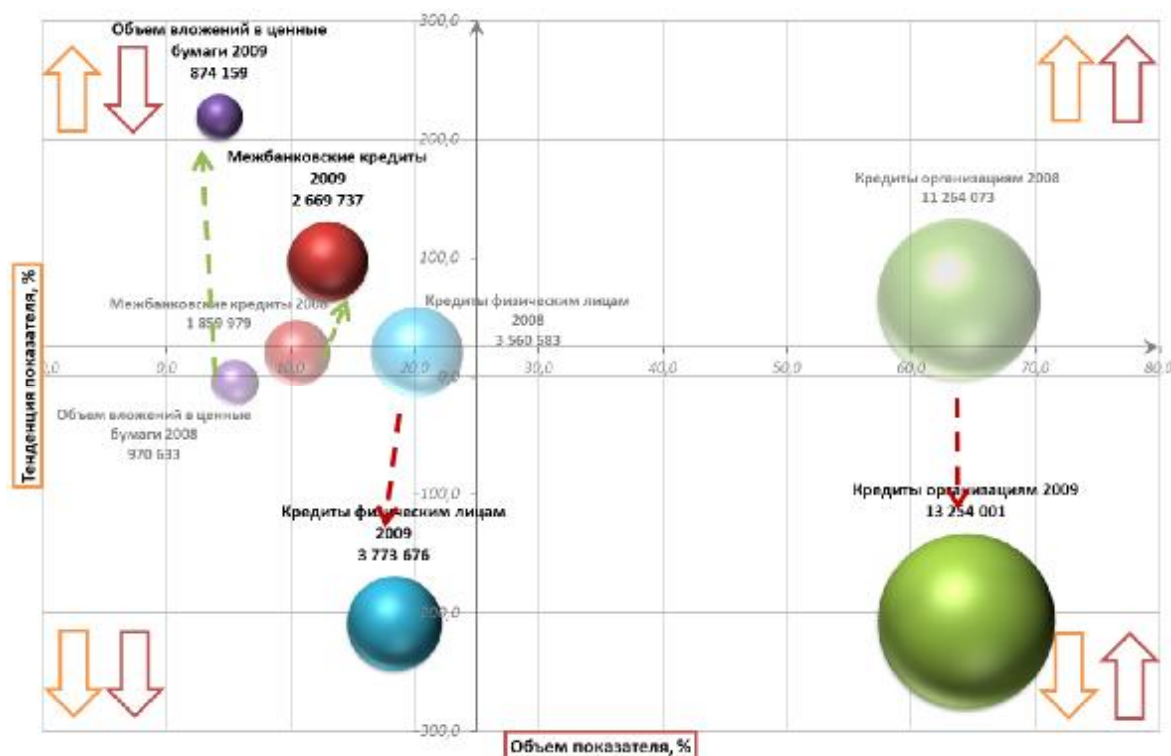 300,0
Объем вложений в ценные
бумаги 2009
874 159
200,0
Межбанковские кредиты
2009
2 669 737
Кредиты организациям 2008
11 254 073
100,0
Межбанковские кредиты 2008
1 859 979
Кредиты физическим лицам
2008
3 560 583
0,0
10,0
20,0
30,0
40,0
50,0
60,0
70,0
80,0
0,0
Объем вложений в ценные
бумаги 2008
970 633
Тенденция показателя, %
-100,0
Кредиты физическим лицам
2009
3 773 676
Кредиты организациям 2009
13 254 001
-200,0
-300,0
Объем показателя, %